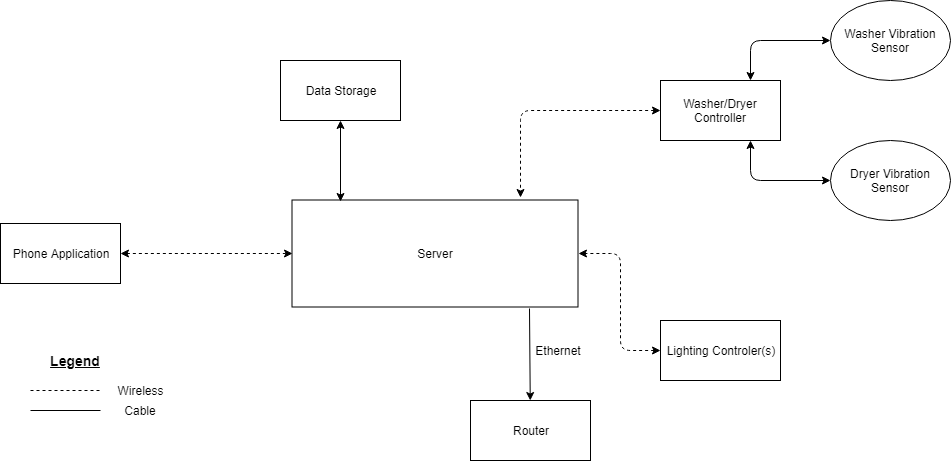 Washer Vibration
Sensor
Data Storage
Washer/Dryer
Controller
Dryer Vibration
Sensor
Phone Application
Server
Ethernet
Lighting Controler(s)
Legend
Wireless
Cable
Router